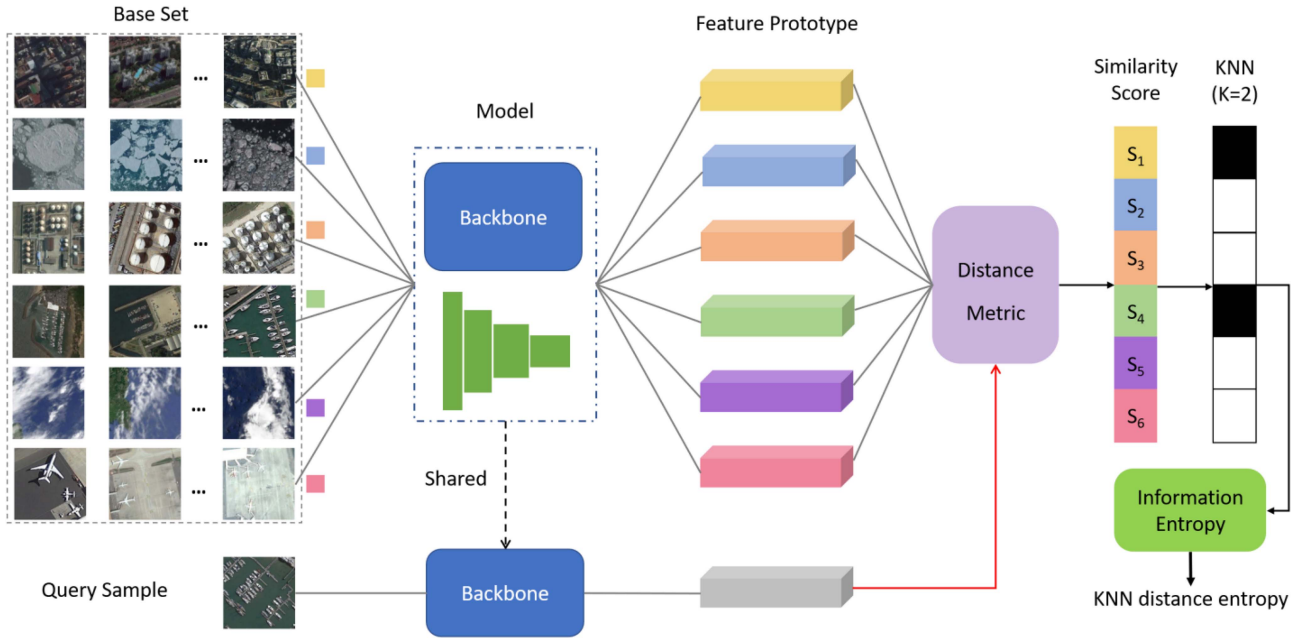 Base Set
Feature Prototype
Model
Similarity
Score
KNN
(K=2)
...
...
...
...
...
...
Backbone
Distance
Metric
S₁
S₂
S₃
S₄
S₅
S₆
Shared
Information
Entropy
Query Sample
Backbone
KNN distance entropy